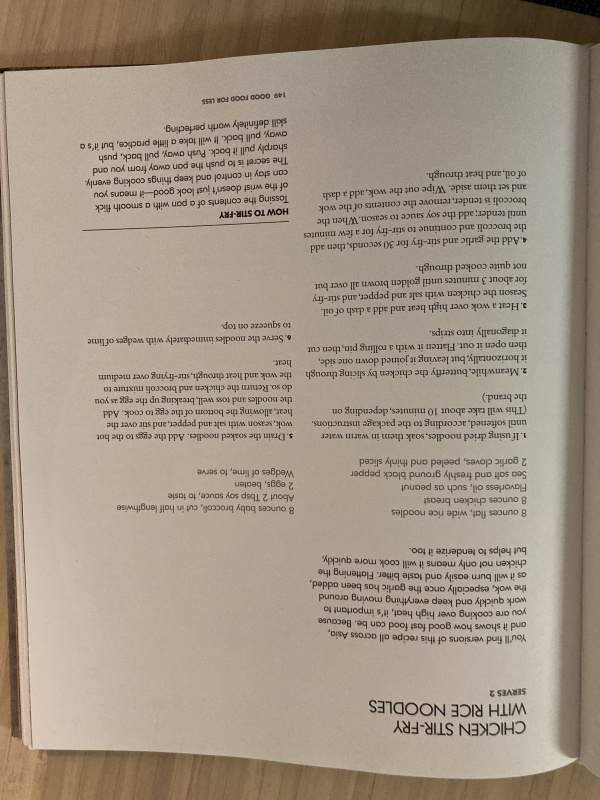 CHICKEN STIR-FRY
WITH RICE NOODLES
SERVES 2
You'll find versions of this recipe all across Asia,
and it shows how good fast food can be. Because
you are cooking over high heat, it's important to
work quickly and keep everything moving around
the wok, especially once the garlic has been added,
as it will burn easily and taste bitter. Flattening the
chicken not only means it will cook more quickly,
but helps to tenderize it too.
8 ounces flat, wide rice noodles
8 ounces chicken breast
Flavorless oil, such as peanut
Sea salt and freshly ground black pepper
2 garlic cloves, peeled and thinly sliced
8 ounces baby broccoli, cut in half lengthwise
About 2 Tbsp soy sauce, to taste
2 eggs, beaten
Wedges of lime, to serve
1. If using dried noodles, soak them in warm water
until softened, according to the package instructions.
(This will take about 10 minutes, depending on
the brand.)
2. Meanwhile, butterfly the chicken by slicing through
it horizontally, but leaving it joined down one side,
then open it out. Flatten it with a rolling pin, then cut
it diagonally into strips.
3. Heat a wok over high heat and add a dash of oil.
Season the chicken with salt and pepper, and stir-fry
for about 3 minutes until golden brown all over but
not quite cooked through.
4. Add the garlic and stir-fry for 30 seconds, then add
the broccoli and continue to stir-fry for a few minutes
until tender; add the soy sauce to season. When the
broccoli is tender, remove the contents of the wok
and set them aside. Wipe out the wok, add a dash
of oil, and heat through.
5. Drain the soaked noodles. Add the eggs to the hot
wok, season with salt and pepper, and stir over the
heat, allowing the bottom of the egg to cook. Add
the noodles and toss well, breaking up the egg as you
do so. Return the chicken and broccoli mixture to
the wok and heat through, stir-frying over medium
heat.
6. Serve the noodles immediately with wedges of lime
to squeeze on top.
HOW TO STIR-FRY
Tossing the contents of a pan with a smooth flick
of the wrist doesn't just look good—it means you
can stay in control and keep things cooking evenly.
The secret is to push the pan away from you and
sharply pull it back. Push away, pull back, push
away, pull back. It will take a little practice, but it's a
skill definitely worth perfecting.
149 GOOD FOOD FOR LESS